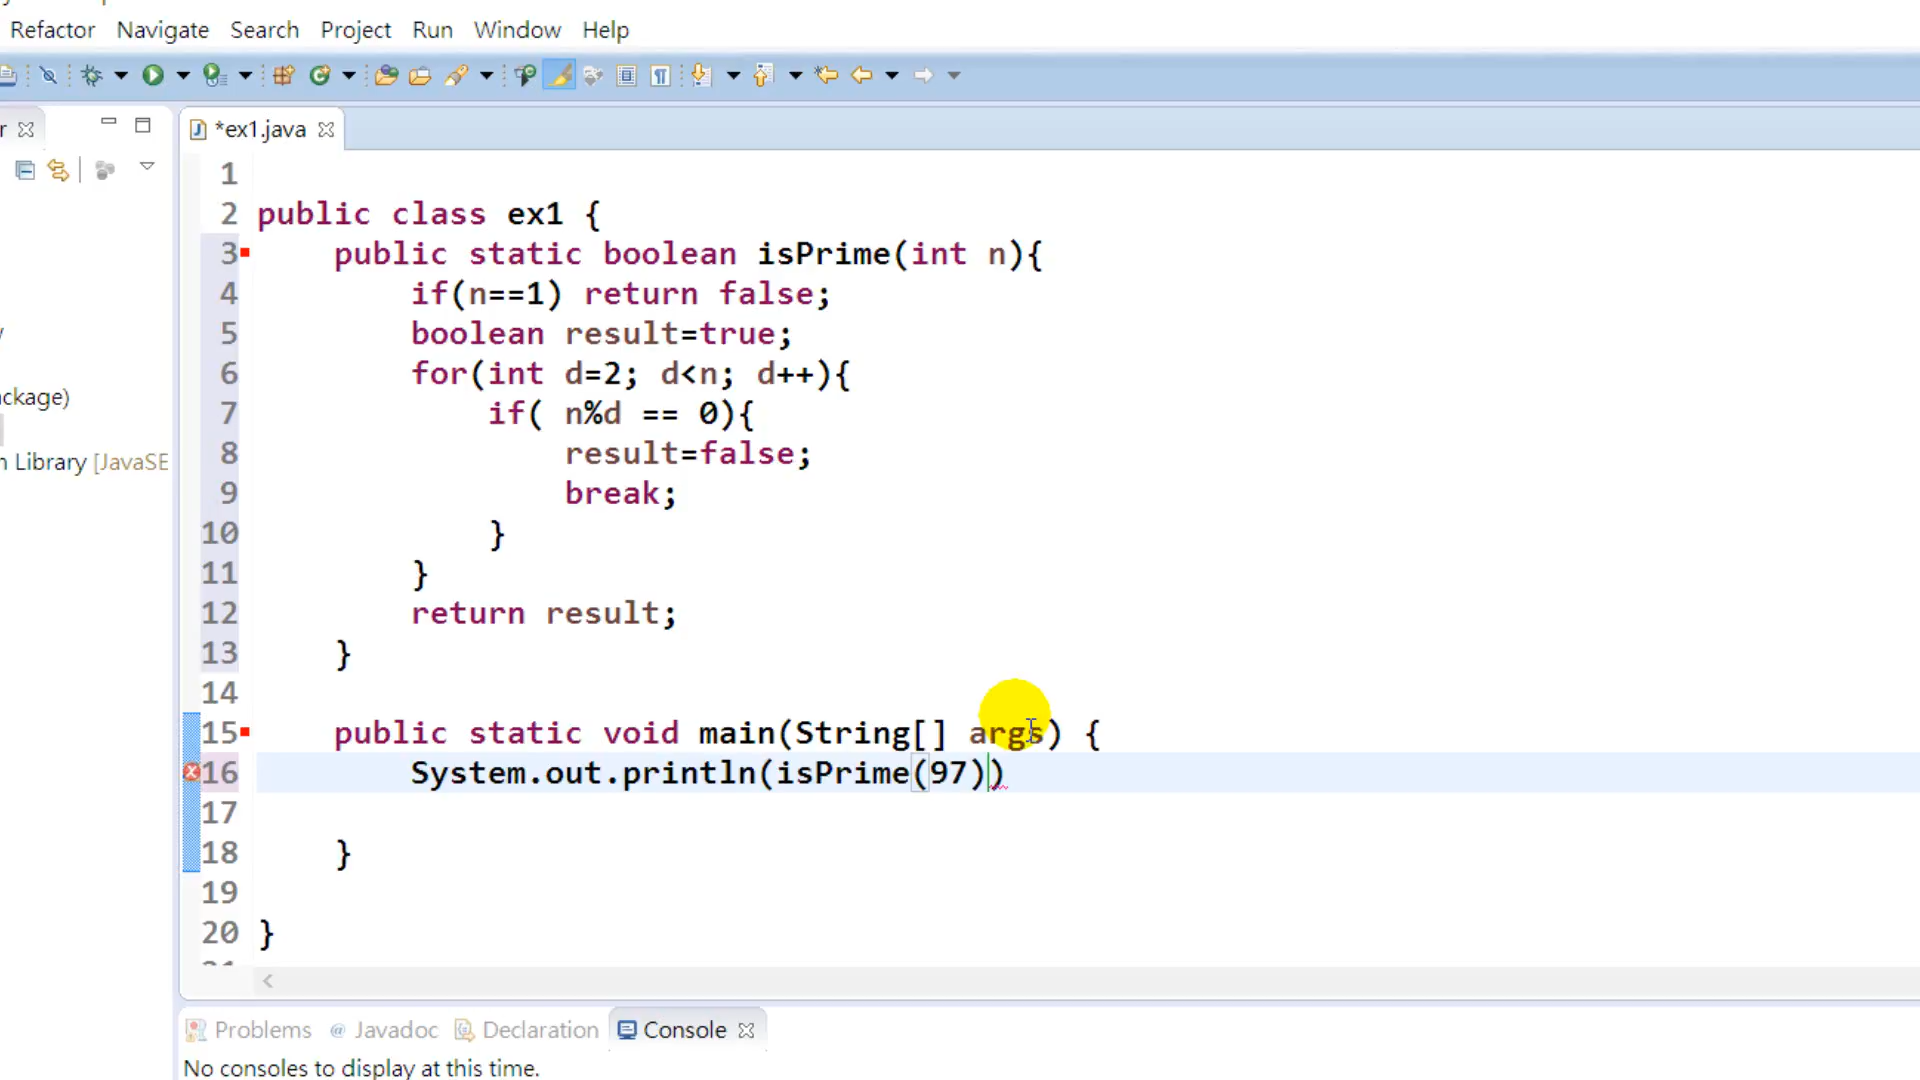 Refactor Navigate Search Project Run Window Help
*ex1.java
1
2 public class ex1 {
3 public static boolean isPrime(int n){
4 if(n==1) return false;
5 boolean result=true;
6 for(int d=2; d<n; d++){
7 if( n%d == 0){
8 result=false;
9 break;
10 }
11 }
12 return result;
13 }
14
15 public static void main(String[] args) {
16 System.out.println(isPrime(97))
17
18 }
19
20 }
ckage)
n Library [JavaSE
Problems Javadoc Declaration Console
No consoles to display at this time.